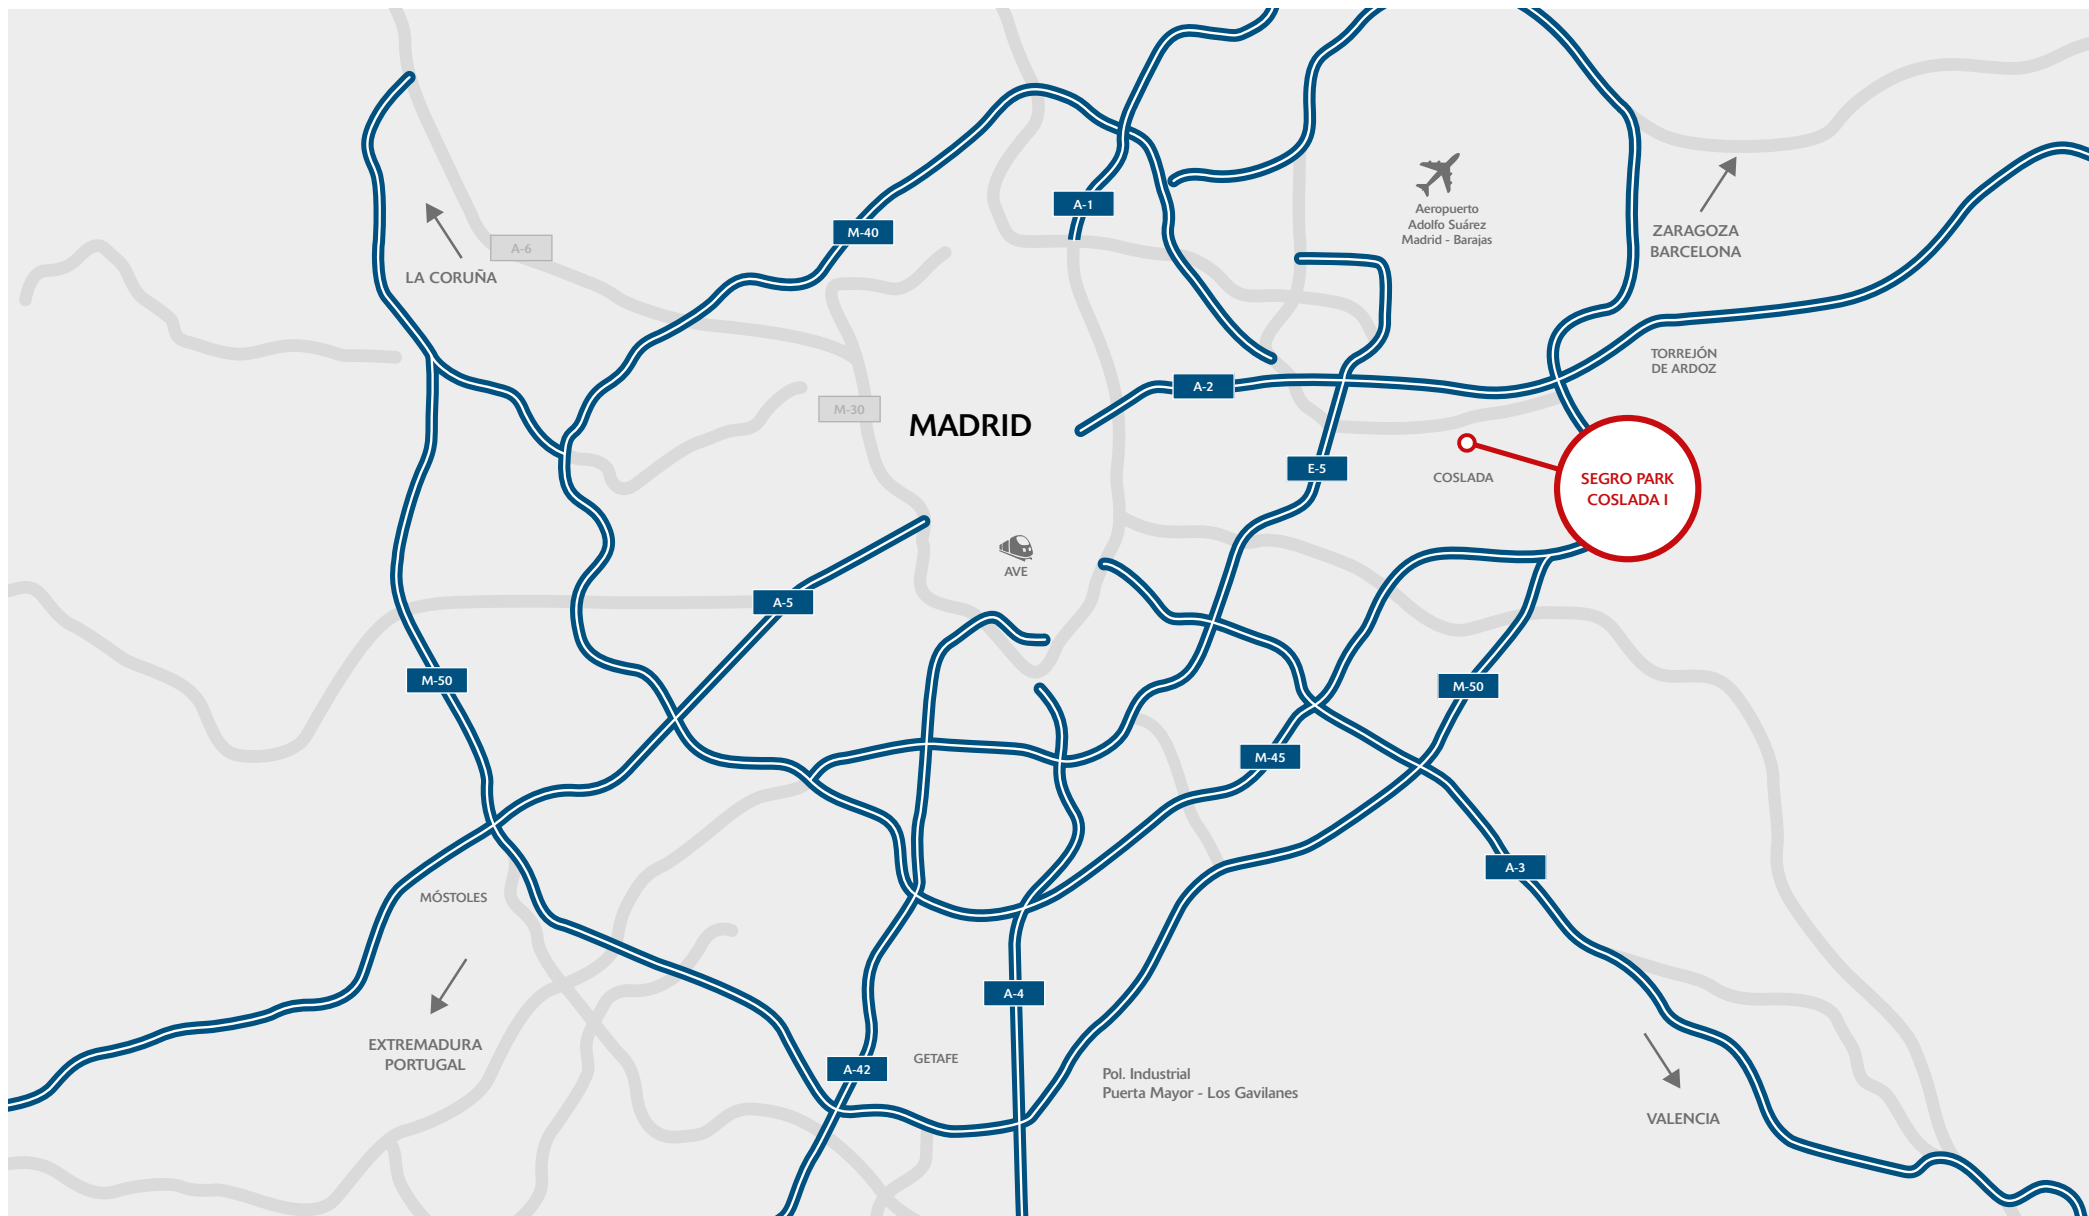 Aeropuerto
Adolfo Suárez
Madrid - Barajas
A-1
M-40
A-6
LA CORUÑA
ZARAGOZA
BARCELONA
TORREJÓN
DE ARDOZ
A-2
M-30
MADRID
E-5
COSLADA
SEGRO PARK
COSLADA I
AVE
A-5
M-50
M-50
M-45
A-3
MÓSTOLES
A-4
EXTREMADURA
PORTUGAL
GETAFE
A-42
Pol. Industrial
Puerta Mayor - Los Gavilanes
VALENCIA